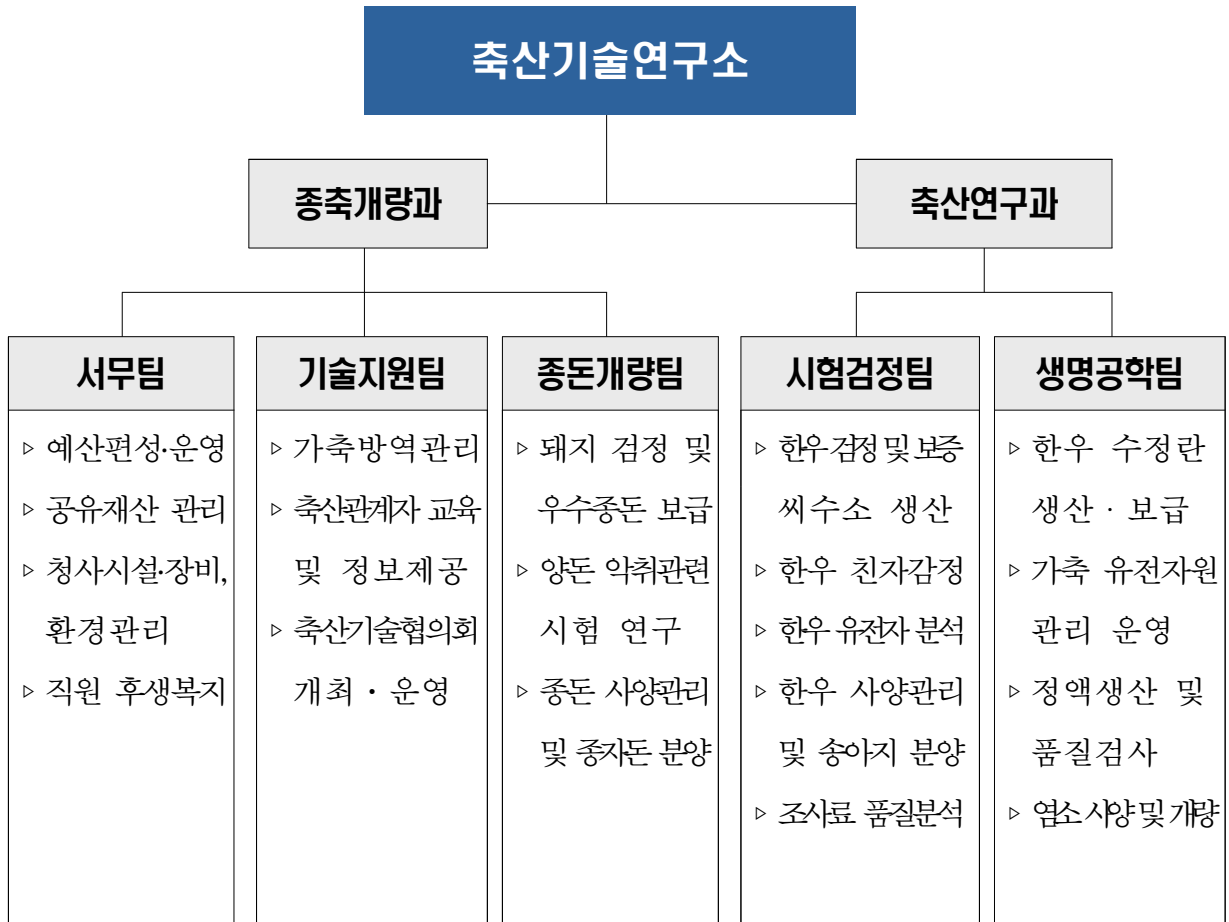 축산기술연구소
종축개량과
축산연구과
서무팀
▹ 예산편성·운영
▹ 공유재산 관리
▹ 청사시설·장비,
환경관리
▹ 직원 후생복지
기술지원팀
▹ 가축방역관리
▹ 축산관계자 교육
및 정보제공
▹ 축산기술협의회
개최 · 운영
종돈개량팀
▹ 돼지 검정 및
우수종돈 보급
▹ 양돈 악취관련
시험 연구
▹ 종돈 사양관리
및 종자돈 분양
시험검정팀
▹ 한우 검정 및 보증
씨수소 생산
▹ 한우 친자감정
▹ 한우 유전자 분석
▹ 한우 사양관리
및 송아지 분양
▹ 조사료 품질분석
생명공학팀
▹ 한우 수정란
생산 · 보급
▹ 가축 유전자원
관리 운영
▹ 정액생산 및
품질검사
▹ 염소 사양 및 개량